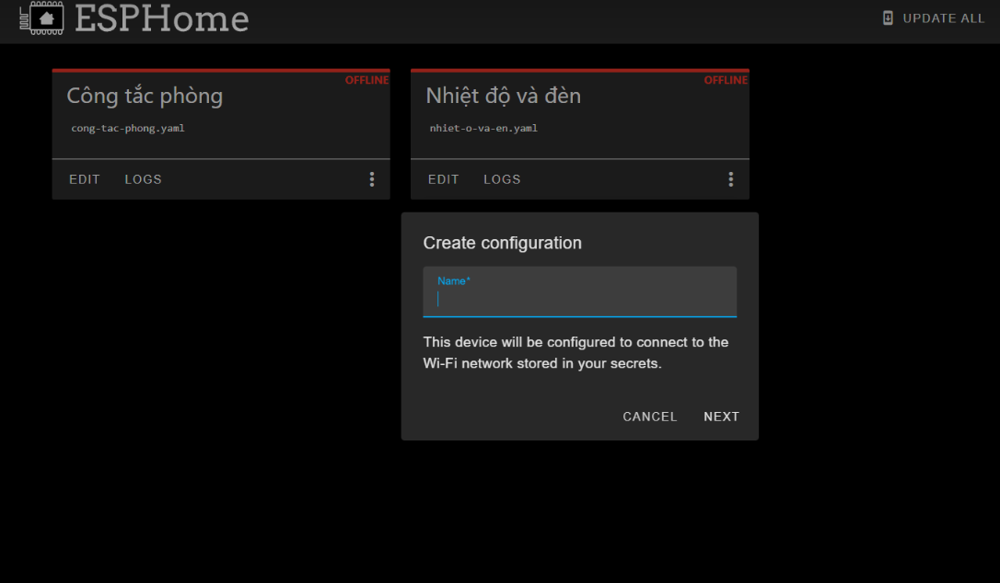 ESPHome
UPDATE ALL
OFFLINE
Công tắc phòng
cong-tac-phong.yaml
EDIT LOGS
OFFLINE
Nhiệt độ và đèn
nhiet-o-va-en.yaml
EDIT LOGS
Create configuration
Name*
This device will be configured to connect to the
Wi-Fi network stored in your secrets.
CANCEL NEXT